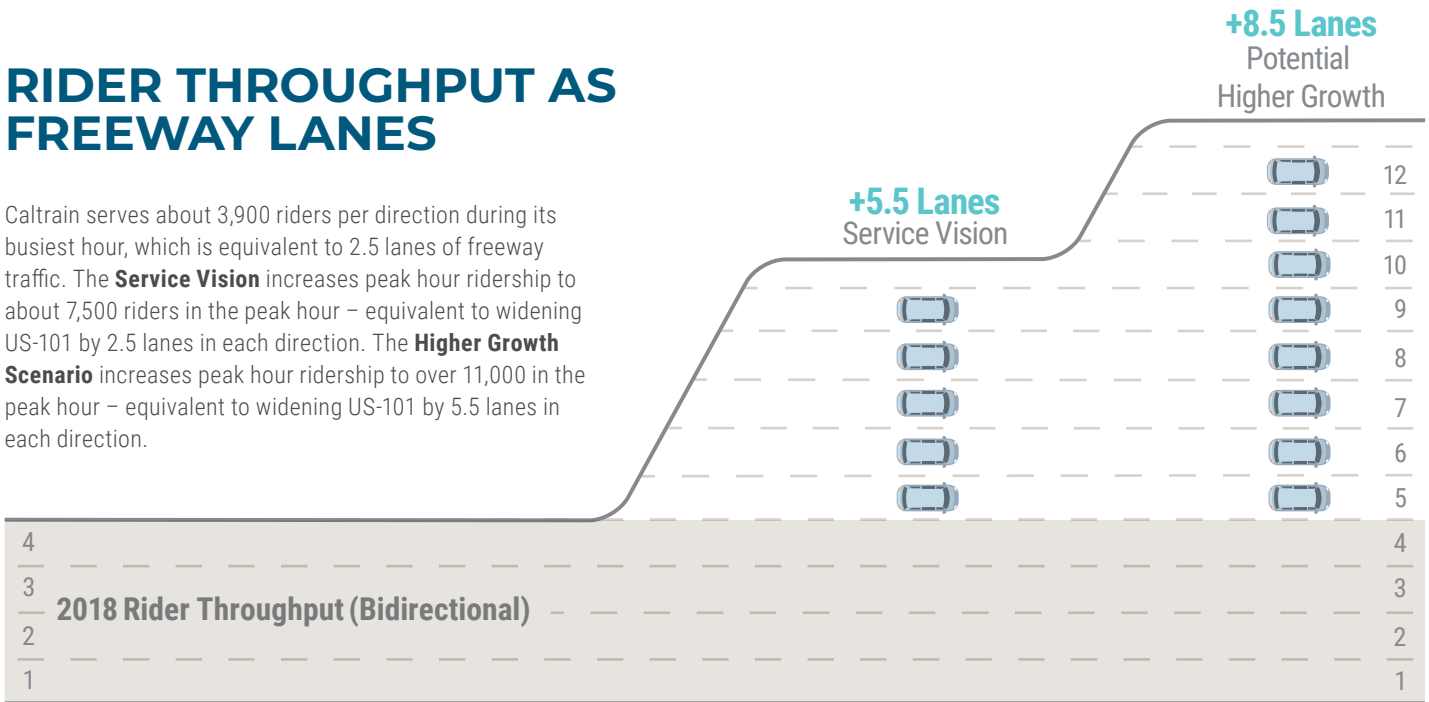 RIDER THROUGHPUT AS
FREEWAY LANES
Caltrain serves about 3,900 riders per direction during its
busiest hour, which is equivalent to 2.5 lanes of freeway
traffic. The Service Vision increases peak hour ridership to
about 7,500 riders in the peak hour – equivalent to widening
US-101 by 2.5 lanes in each direction. The Higher Growth
Scenario increases peak hour ridership to over 11,000 in the
peak hour – equivalent to widening US-101 by 5.5 lanes in
each direction.
+5.5 Lanes
Service Vision
+8.5 Lanes
Potential
Higher Growth
12
11
10
9
8
7
6
5
4
3
2
1
4
3
2
1
2018 Rider Throughput (Bidirectional)